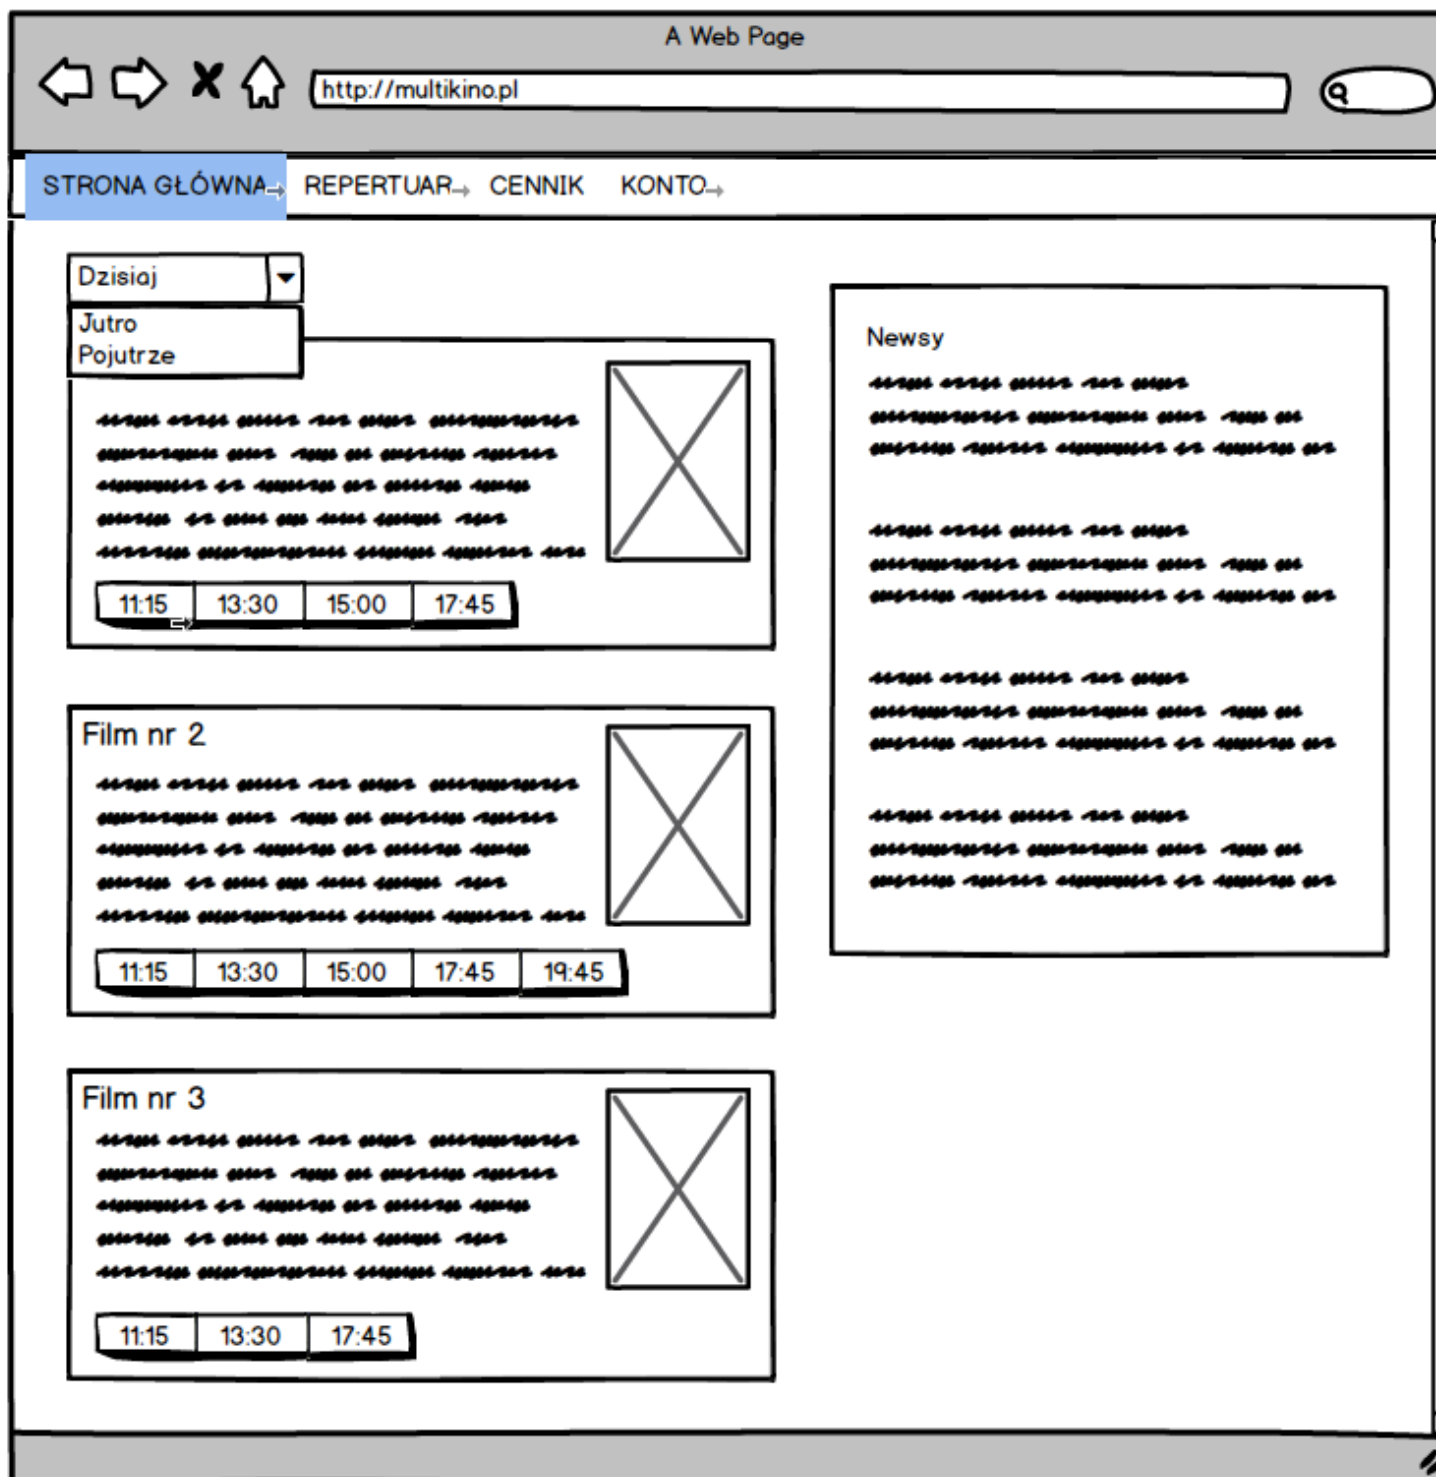 A Web Page
http://multikino.pl
STRONA GŁÓWNA REPERTUAR CENNIK KONTO
Dzisiaj
Jutro
Pojutrze
11:15 13:30 15:00 17:45
Film nr 2
11:15 13:30 15:00 17:45 19:45
Film nr 3
11:15 13:30 17:45
Newsy